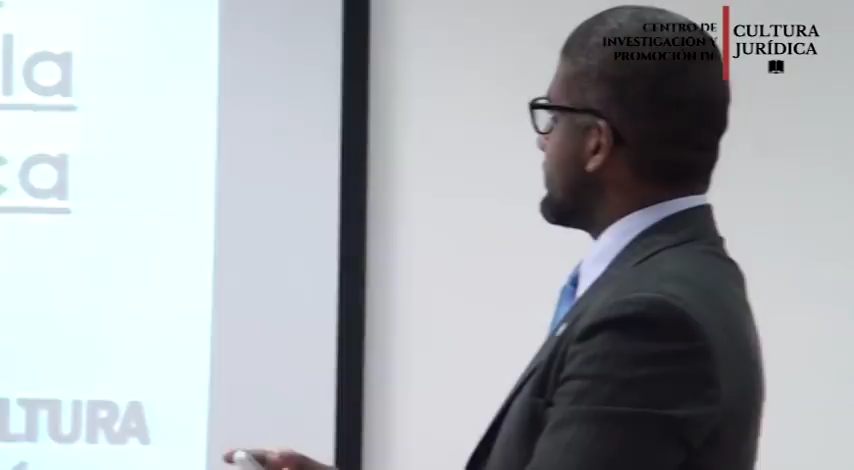 la
ca
LTURA
CENTRO DE
INVESTIGACIÓN Y
PROMOCIÓN DE
CULTURA
JURÍDICA